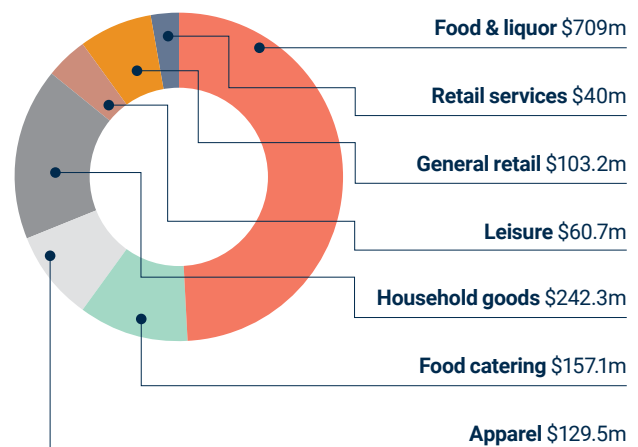 Food & liquor $709m
Retail services $40m
General retail $103.2m
Leisure $60.7m
Household goods $242.3m
Food catering $157.1m
Apparel $129.5m